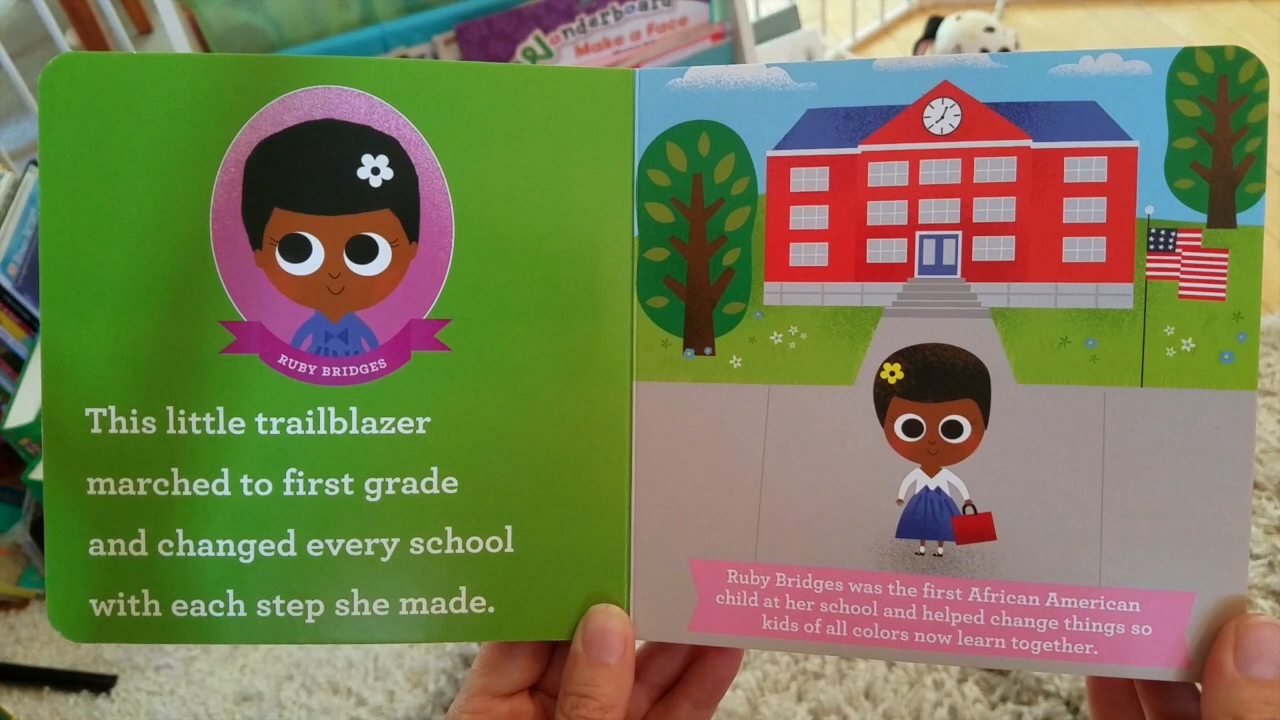 Wonderboard
Make a Face
RUBY BRIDGES
This little trailblazer
marched to first grade
and changed every school
with each step she made.
Ruby Bridges was the first African American
child at her school and helped change things so
kids of all colors now learn together.